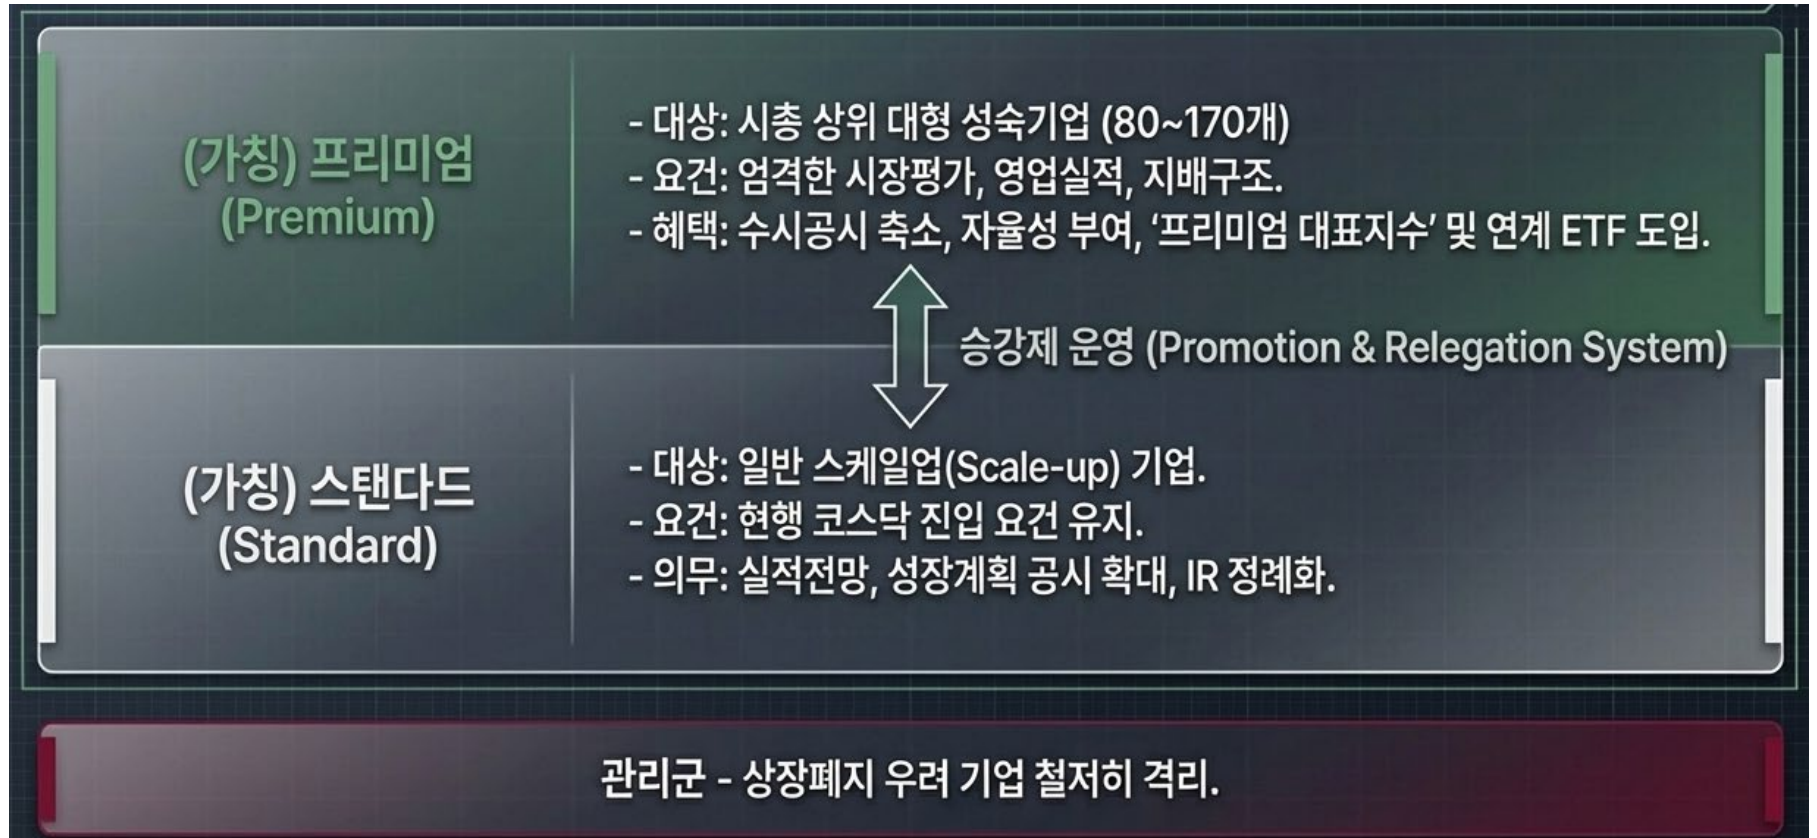 (가칭) 프리미엄
(Premium)
- 대상: 시총 상위 대형 성숙기업 (80~170개)
- 요건: 엄격한 시장평가, 영업실적, 지배구조.
- 혜택: 수시공시 축소, 자율성 부여, ‘프리미엄 대표지수’ 및 연계 ETF 도입.
승강제 운영 (Promotion & Relegation System)
(가칭) 스탠다드
(Standard)
- 대상: 일반 스케일업(Scale-up) 기업.
- 요건: 현행 코스닥 진입 요건 유지.
- 의무: 실적전망, 성장계획 공시 확대, IR 정례화.
관리군 - 상장폐지 우려 기업 철저히 격리.